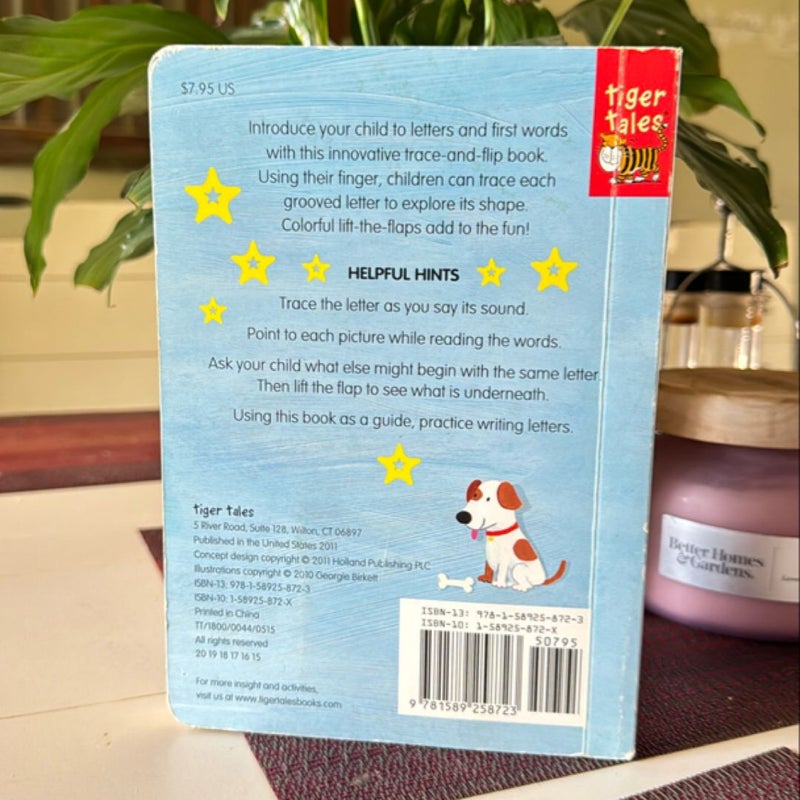 $7.95 US
tiger
tales
Introduce your child to letters and first words
with this innovative trace-and-flip book.
Using their finger, children can trace each
grooved letter to explore its shape.
Colorful lift-the-flaps add to the fun!
HELPFUL HINTS
Trace the letter as you say its sound.
Point to each picture while reading the words.
Ask your child what else might begin with the same letter.
Then lift the flap to see what is underneath.
Using this book as a guide, practice writing letters.
tiger tales
5 River Road, Suite 128, Wilton, CT 06897
Published in the United States 2011
Concept design copyright © 2011 Holland Publishing PLC
Illustrations copyright © 2010 Georgie Birkett
ISBN-13: 978-1-58925-872-3
ISBN-10: 1-58925-872-X
Printed in China
TT/1800/0044/0515
All rights reserved
20 19 18 17 16 15
For more insight and activities,
visit us at www.tigertalesbooks.com
ISBN-13: 978-1-58925-872-3
ISBN-10: 1-58925-872-X
50795
9 781589 258723
Better Homes
& Gardens.